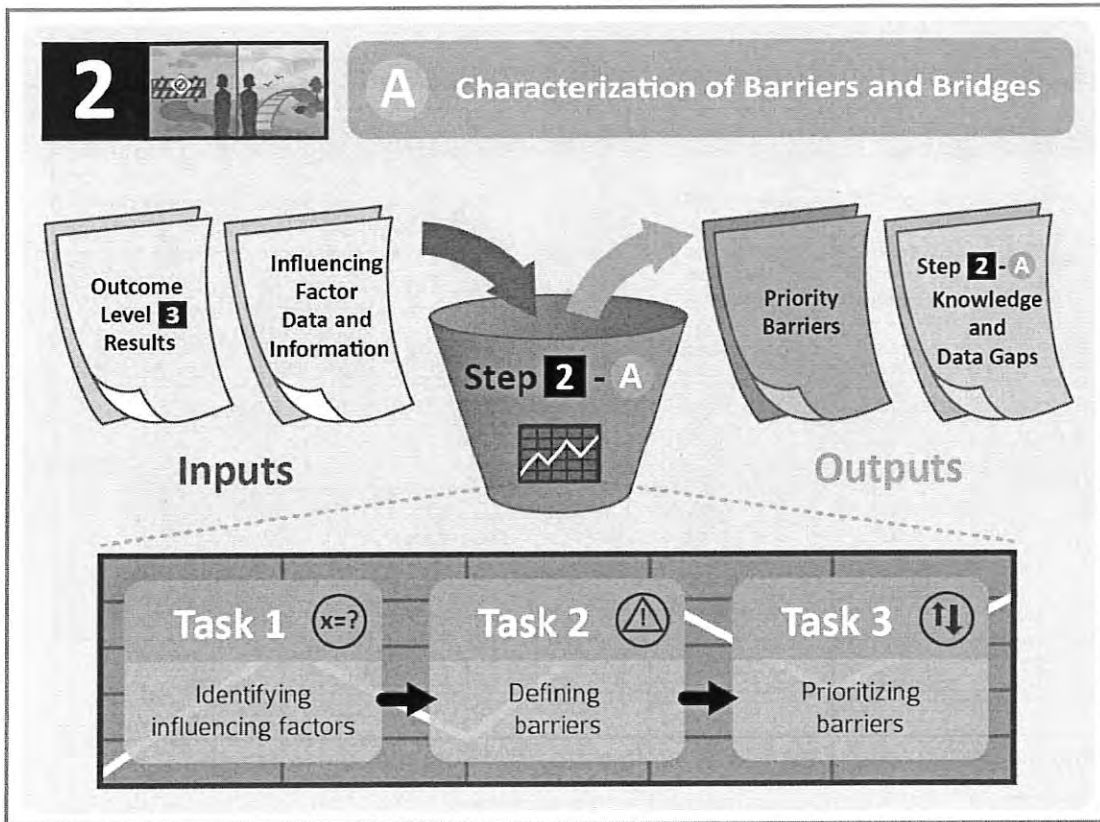 2
A Characterization of Barriers and Bridges
Outcome
Level 3
Results
Influencing
Factor
Data and
Information
Step 2 - A
Priority
Barriers
Step 2 - A
Knowledge
and
Data Gaps
Inputs
Outputs
Task 1
x=?
Identifying
influencing factors
Task 2
!
Defining
barriers
Task 3
Prioritizing
barriers